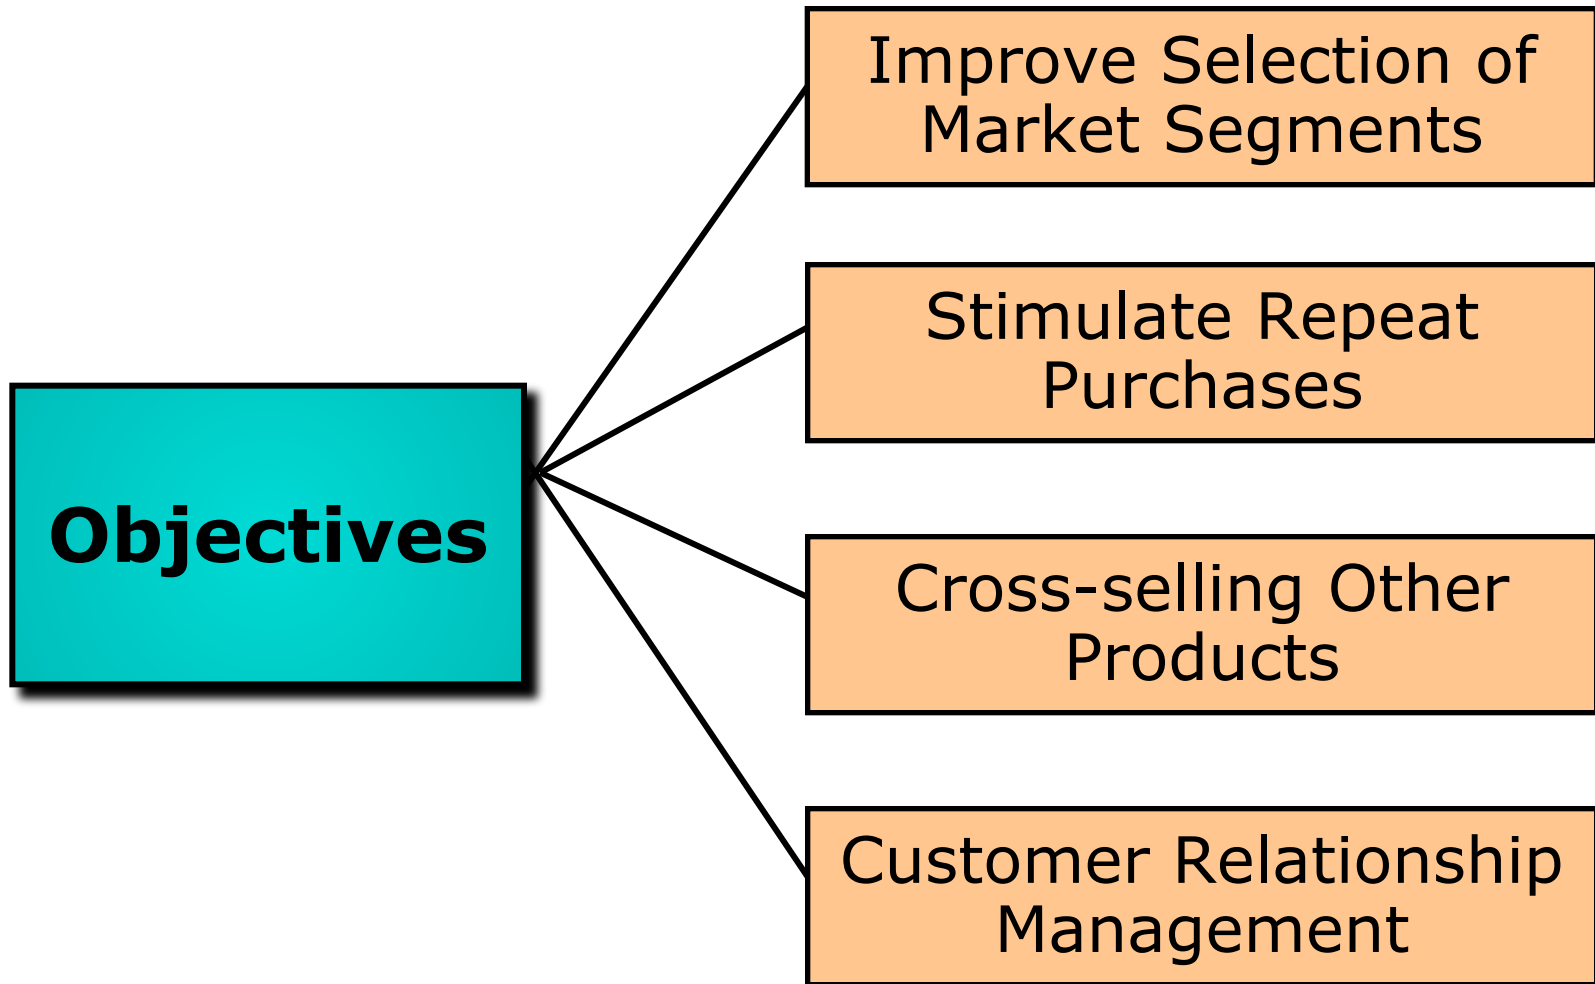 Improve Selection of
Market Segments
Stimulate Repeat
Purchases
Objectives
Cross-selling Other
Products
Customer Relationship
Management